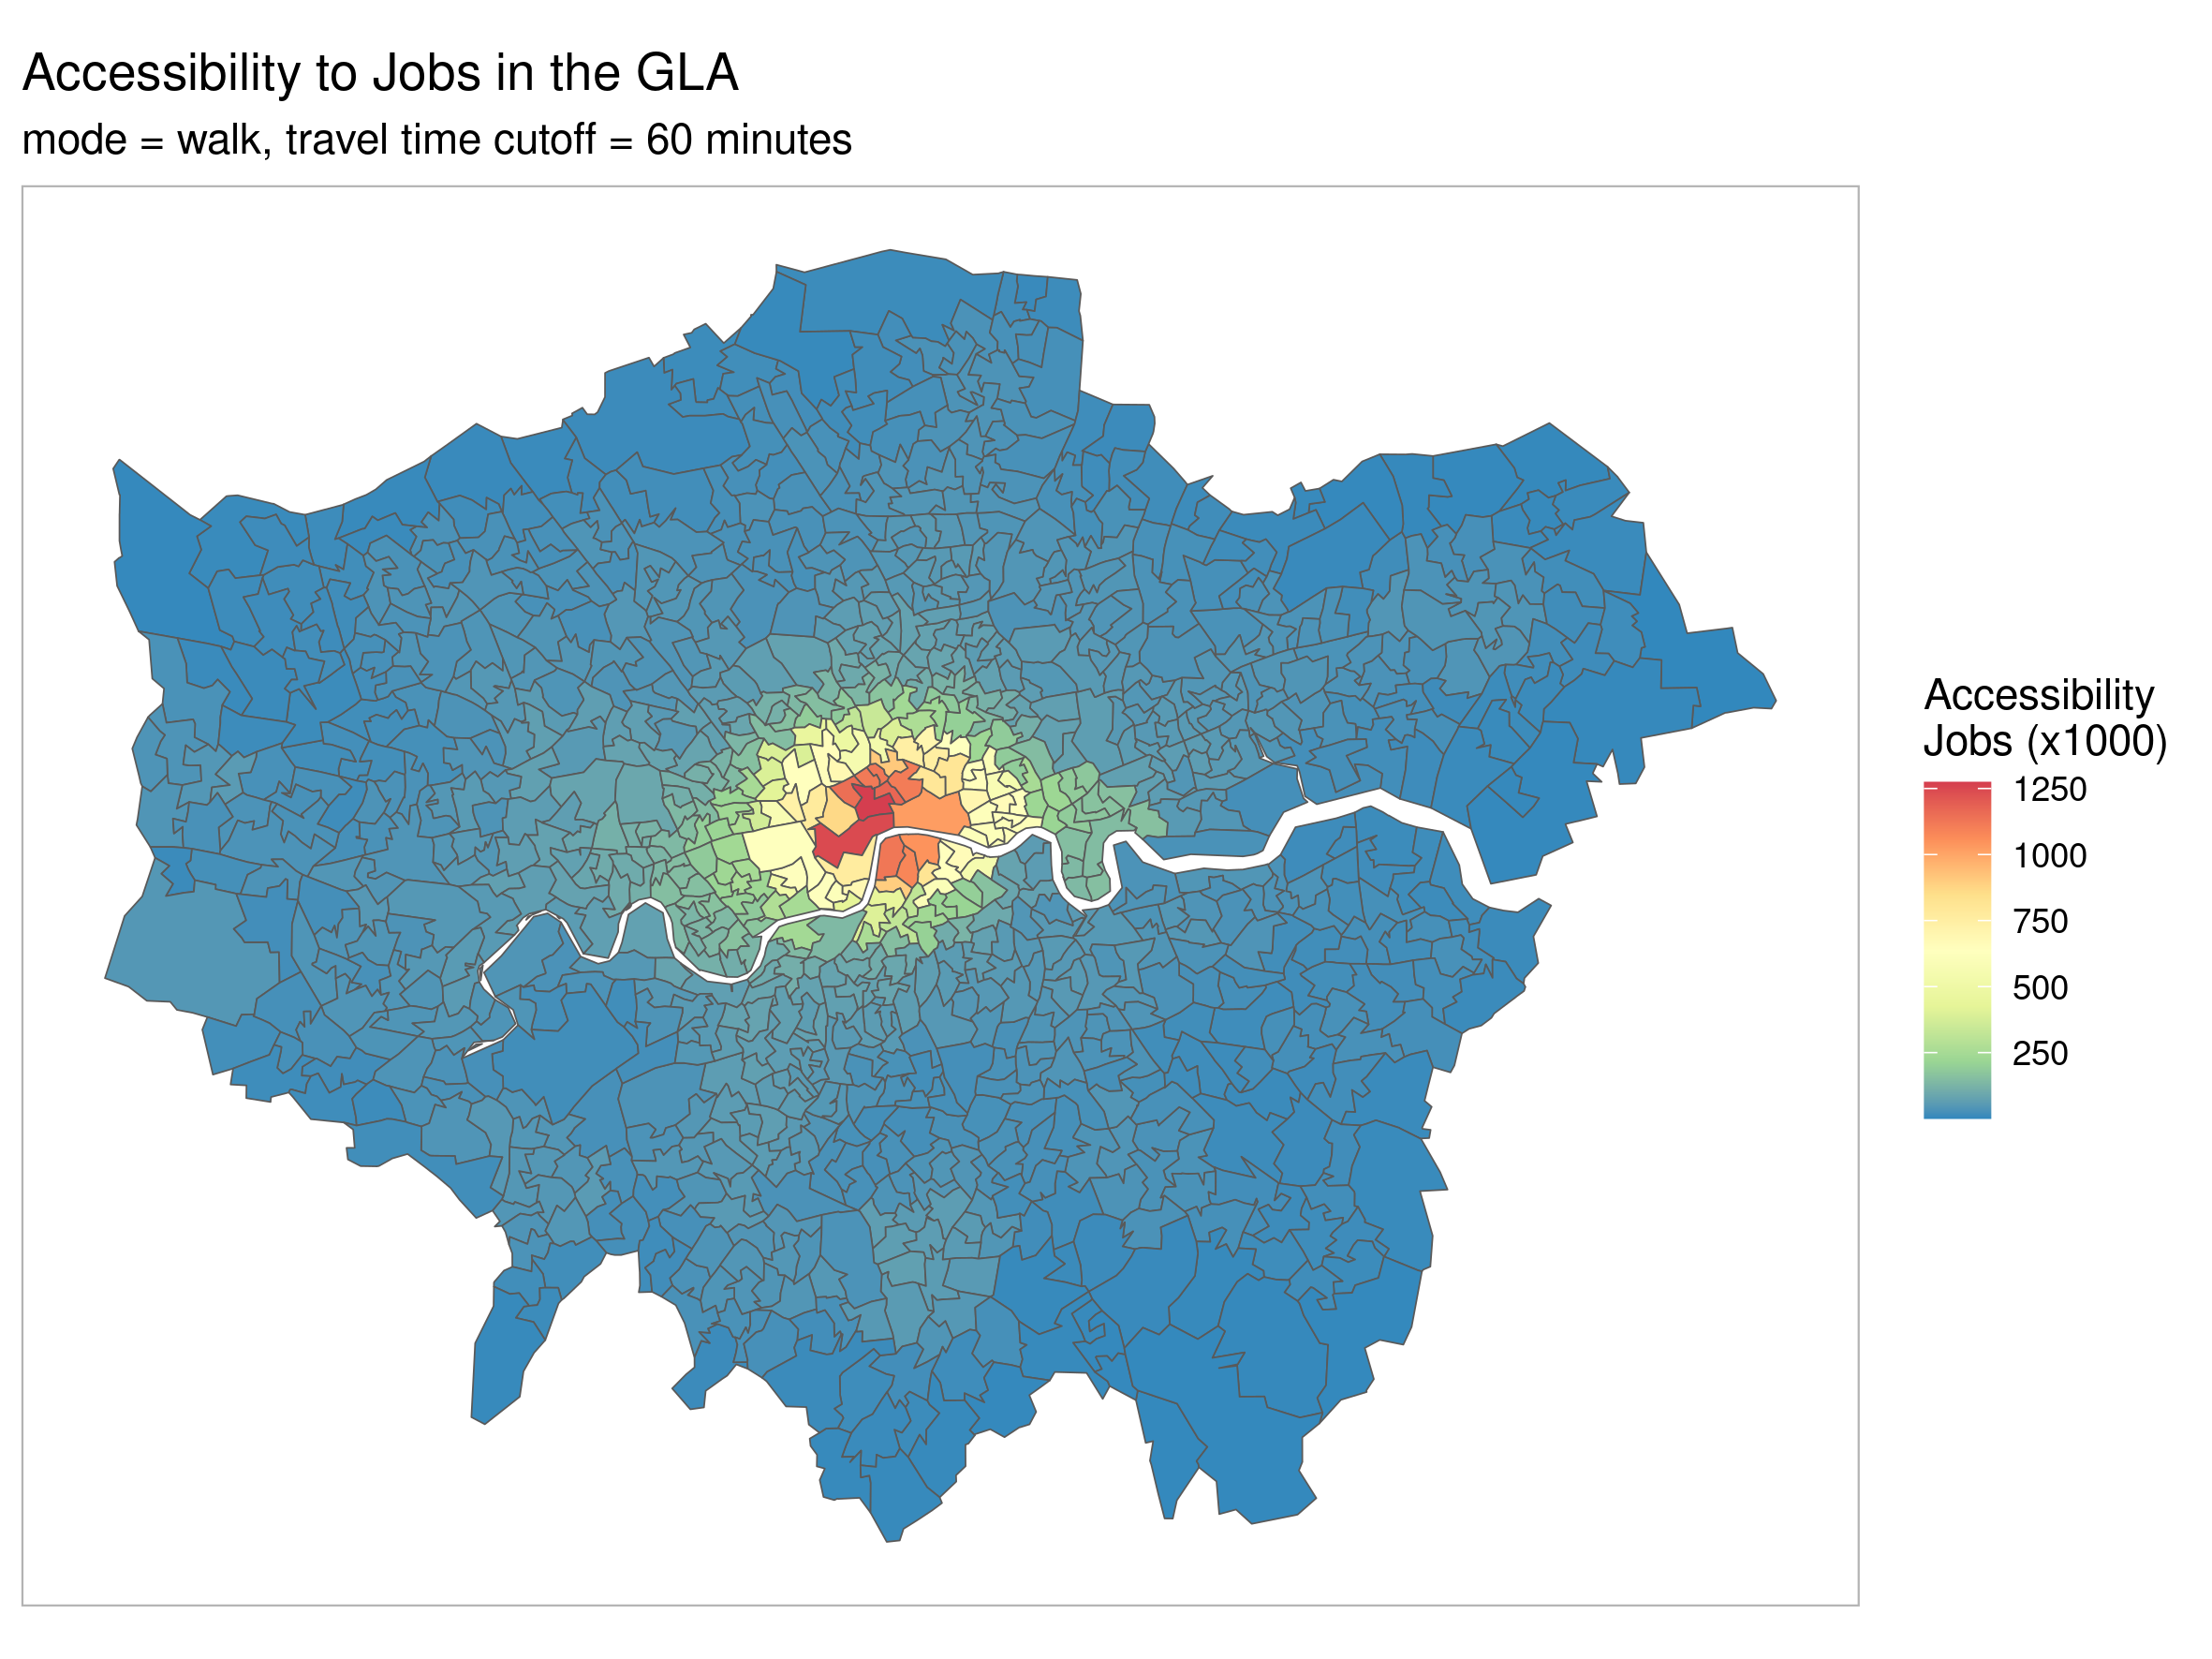 Accessibility to Jobs in the GLA
mode = walk, travel time cutoff = 60 minutes
Accessibility
Jobs (x1000)
1250
1000
750
500
250